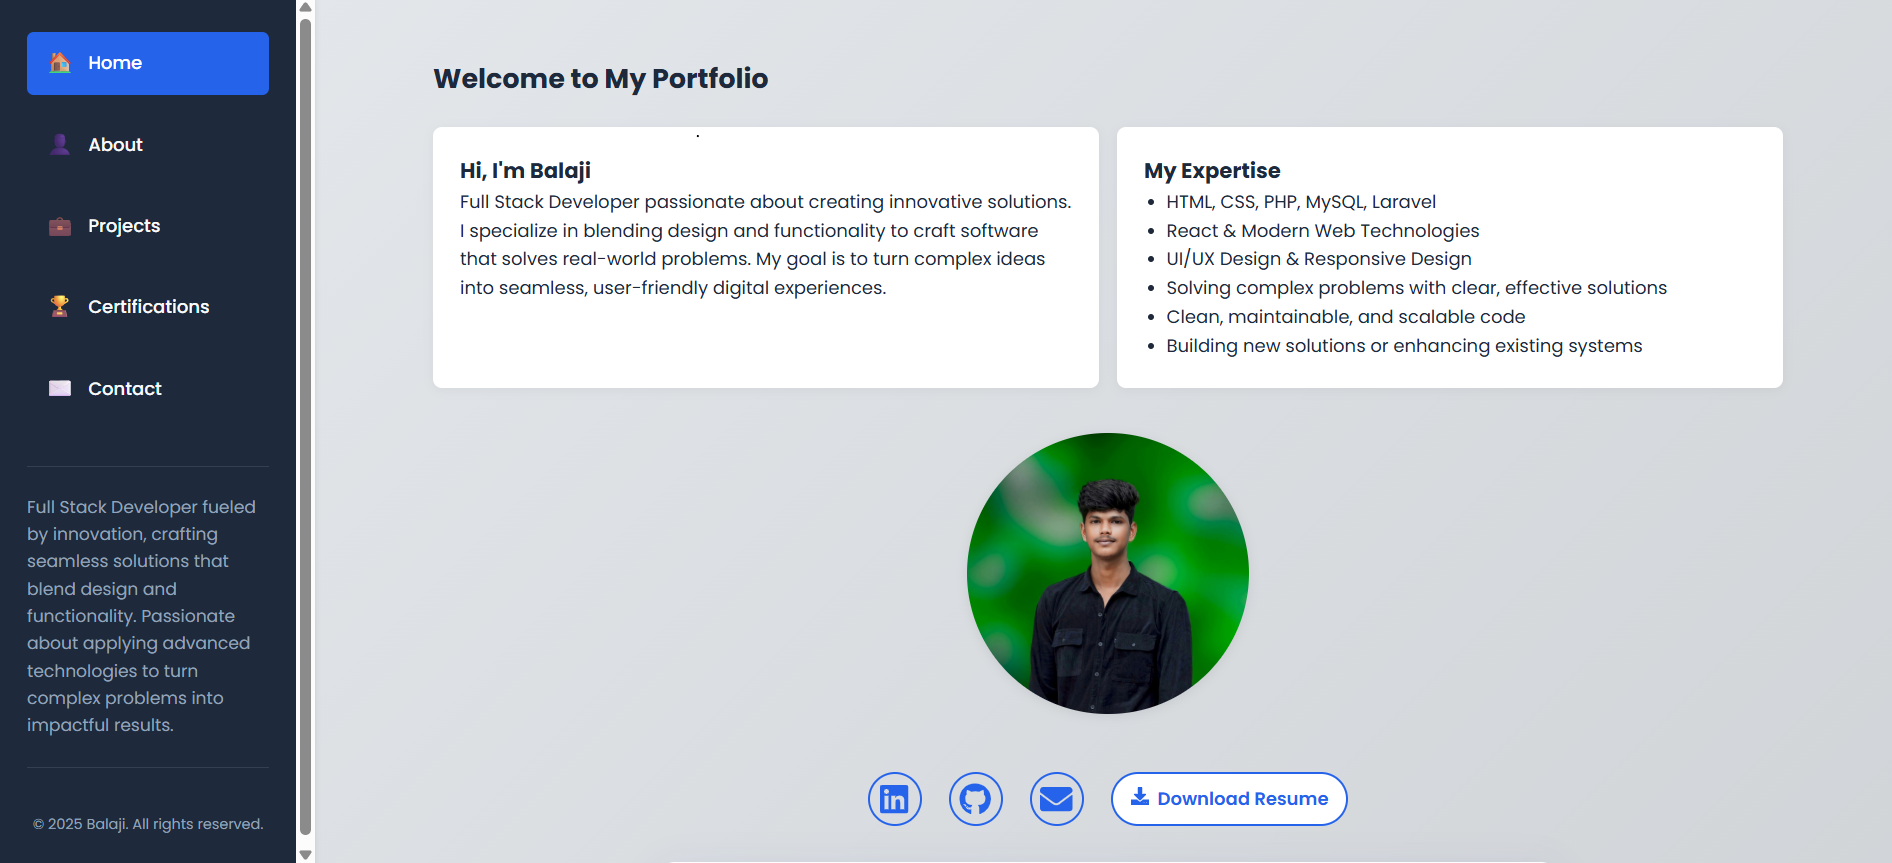 Home
About
Projects
Certifications
Contact
Full Stack Developer fueled
by innovation, crafting
seamless solutions that
blend design and
functionality. Passionate
about applying advanced
technologies to turn
complex problems into
impactful results.
© 2025 Balaji. All rights reserved.
Welcome to My Portfolio
Hi, I'm Balaji
Full Stack Developer passionate about creating innovative solutions.
I specialize in blending design and functionality to craft software
that solves real-world problems. My goal is to turn complex ideas
into seamless, user-friendly digital experiences.
My Expertise
• HTML, CSS, PHP, MySQL, Laravel
• React & Modern Web Technologies
• UI/UX Design & Responsive Design
• Solving complex problems with clear, effective solutions
• Clean, maintainable, and scalable code
• Building new solutions or enhancing existing systems
in
Download Resume